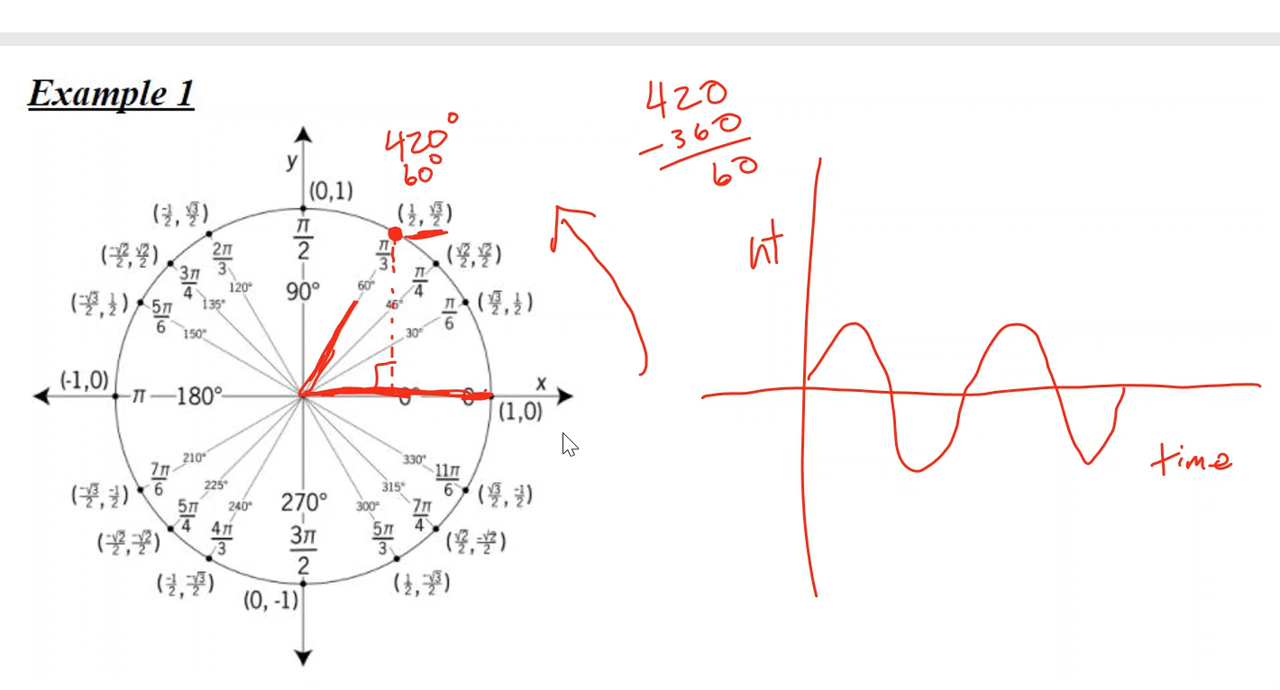 Example 1
420
-360
60
420°
60°
y
(0,1)
(-1/2, √3/2)
(1/2, √3/2)
π/2
2π/3
π/3
(-√2/2, √2/2)
(√2/2, √2/2)
3π/4
π/4
120°
90°
60°
135°
45°
(-√3/2, 1/2)
(√3/2, 1/2)
5π/6
π/6
150°
30°
ht
(-1,0)
π
180°
x
(1,0)
210°
330°
7π/6
11π/6
(-√3/2, -1/2)
(√3/2, -1/2)
225°
315°
240°
270°
300°
5π/4
7π/4
4π/3
3π/2
5π/3
(-√2/2, -√2/2)
(√2/2, -√2/2)
(-1/2, -√3/2)
(1/2, -√3/2)
(0, -1)
time